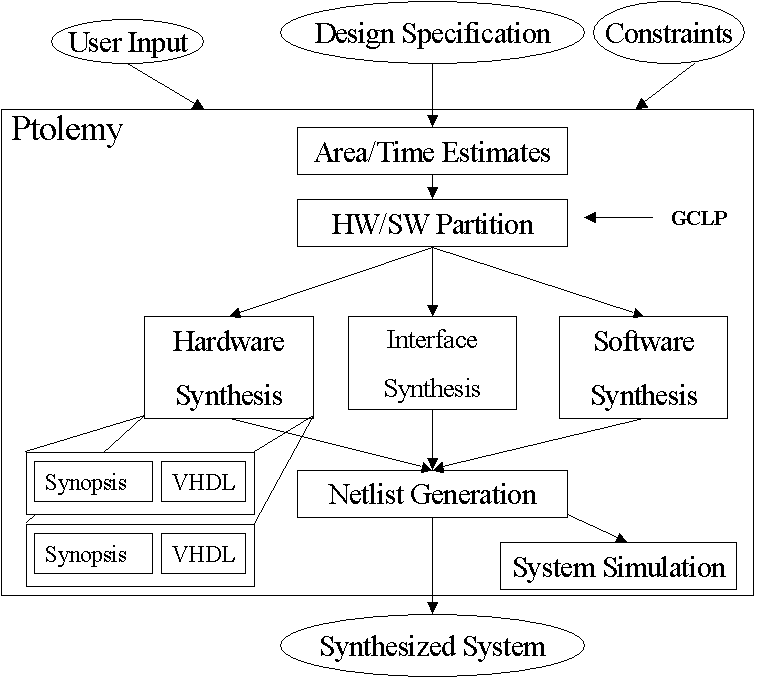 User Input
Design Specification
Constraints
Ptolemy
Area/Time Estimates
HW/SW Partition
GCLP
Hardware
Synthesis
Interface
Synthesis
Software
Synthesis
Synopsis
VHDL
Netlist Generation
Synopsis
VHDL
System Simulation
Synthesized System